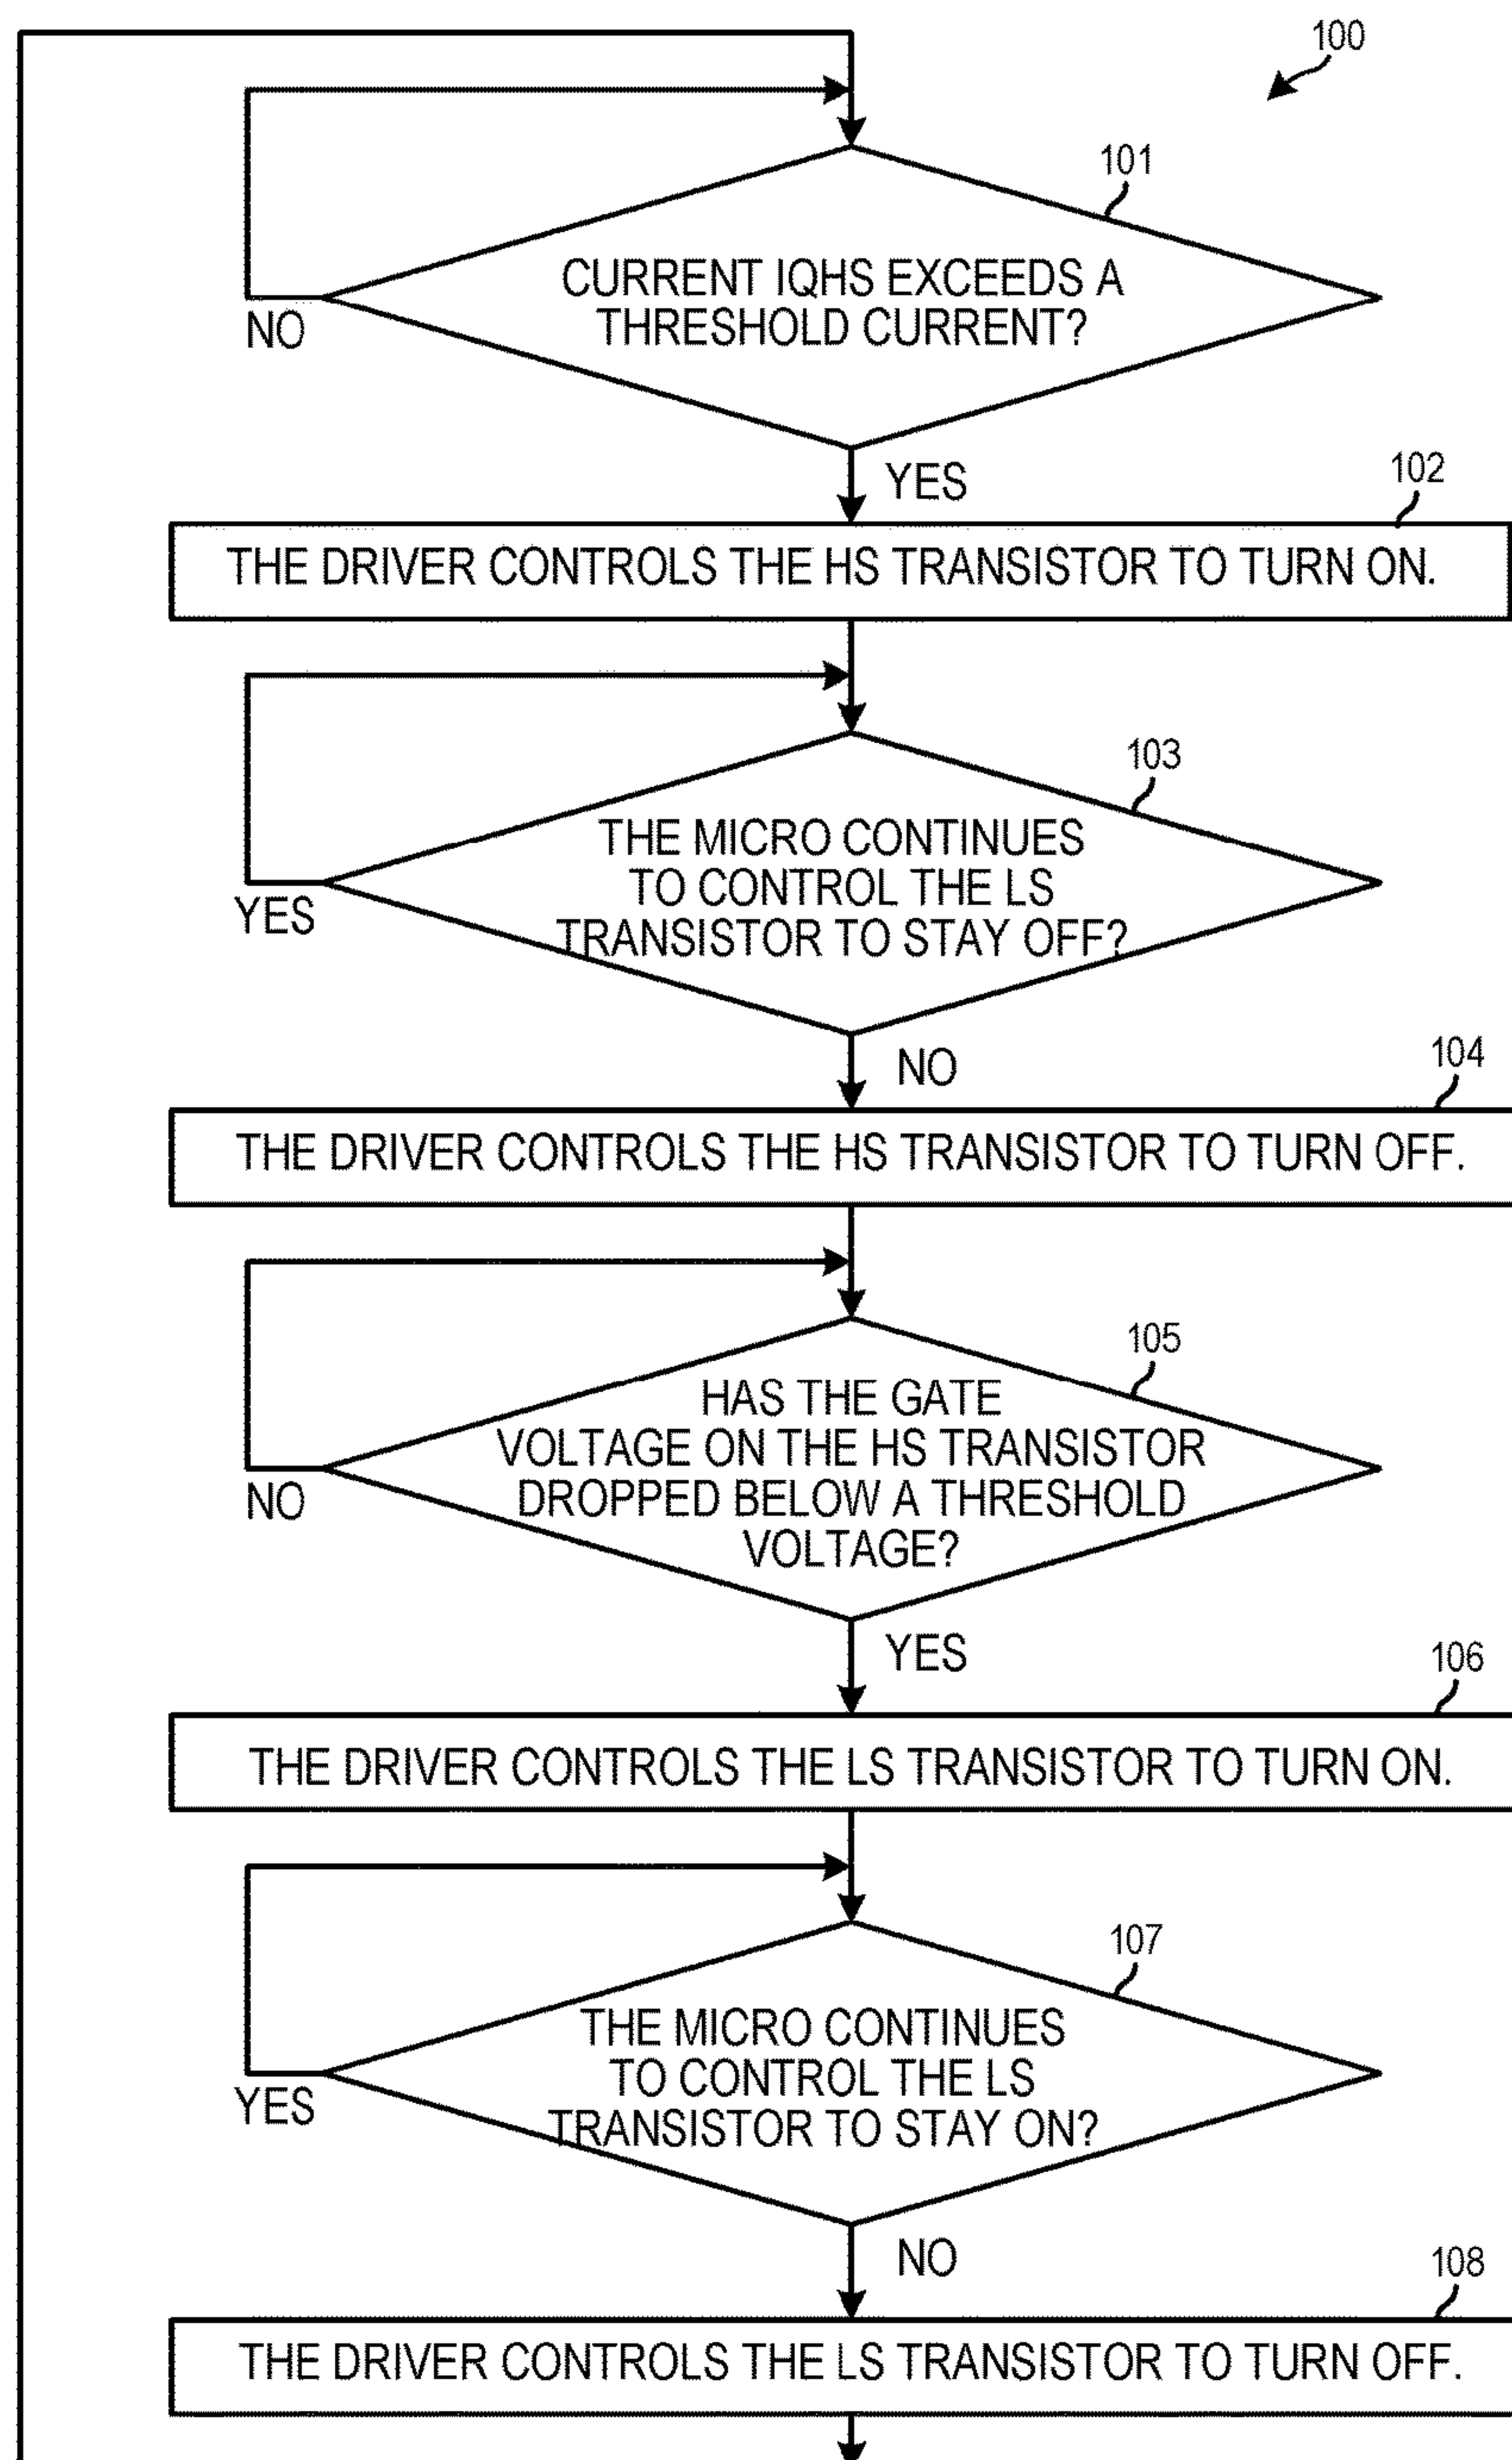 100
101
CURRENT IQHS EXCEEDS A
THRESHOLD CURRENT?
NO
YES
102
THE DRIVER CONTROLS THE HS TRANSISTOR TO TURN ON.
103
THE MICRO CONTINUES
TO CONTROL THE LS
TRANSISTOR TO STAY OFF?
YES
NO
104
THE DRIVER CONTROLS THE HS TRANSISTOR TO TURN OFF.
105
HAS THE GATE
VOLTAGE ON THE HS TRANSISTOR
DROPPED BELOW A THRESHOLD
VOLTAGE?
NO
YES
106
THE DRIVER CONTROLS THE LS TRANSISTOR TO TURN ON.
107
THE MICRO CONTINUES
TO CONTROL THE LS
TRANSISTOR TO STAY ON?
YES
NO
108
THE DRIVER CONTROLS THE LS TRANSISTOR TO TURN OFF.